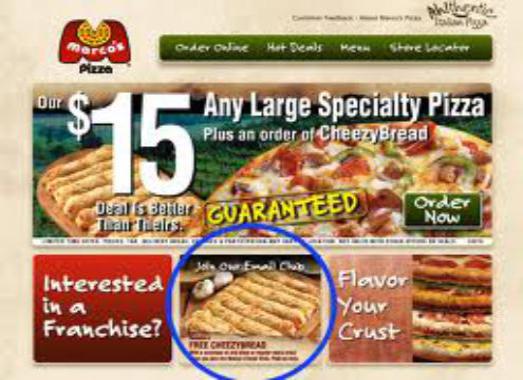 Customer Feedback · About Marco's Pizza
Authentic
Italian Pizza
Marco's
Pizza
Order Online Hot Deals Menu Store Locator
Our $15 Any Large Specialty Pizza
Plus an order of CheezyBread
Deal Is Better
Than Theirs.
GUARANTEED
Order
Now
Interested
in a
Franchise?
Join Our Email Club
FREE CHEEZYBREAD
Flavor
Your
Crust